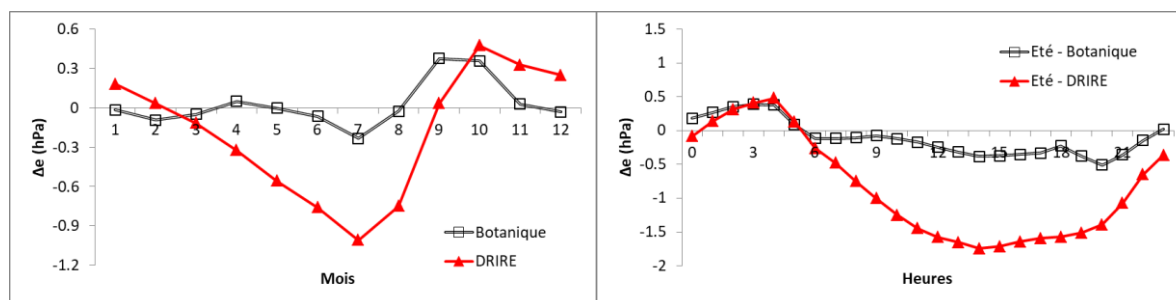 0.6
0.3
0
-0.3
-0.6
-0.9
-1.2
Δe (hPa)
1 2 3 4 5 6 7 8 9 10 11 12
Botanique
DRIRE
Mois
1.5
1
0.5
0
-0.5
-1
-1.5
-2
Δe (hPa)
0 3 6 9 12 15 18 21
Eté - Botanique
Eté - DRIRE
Heures